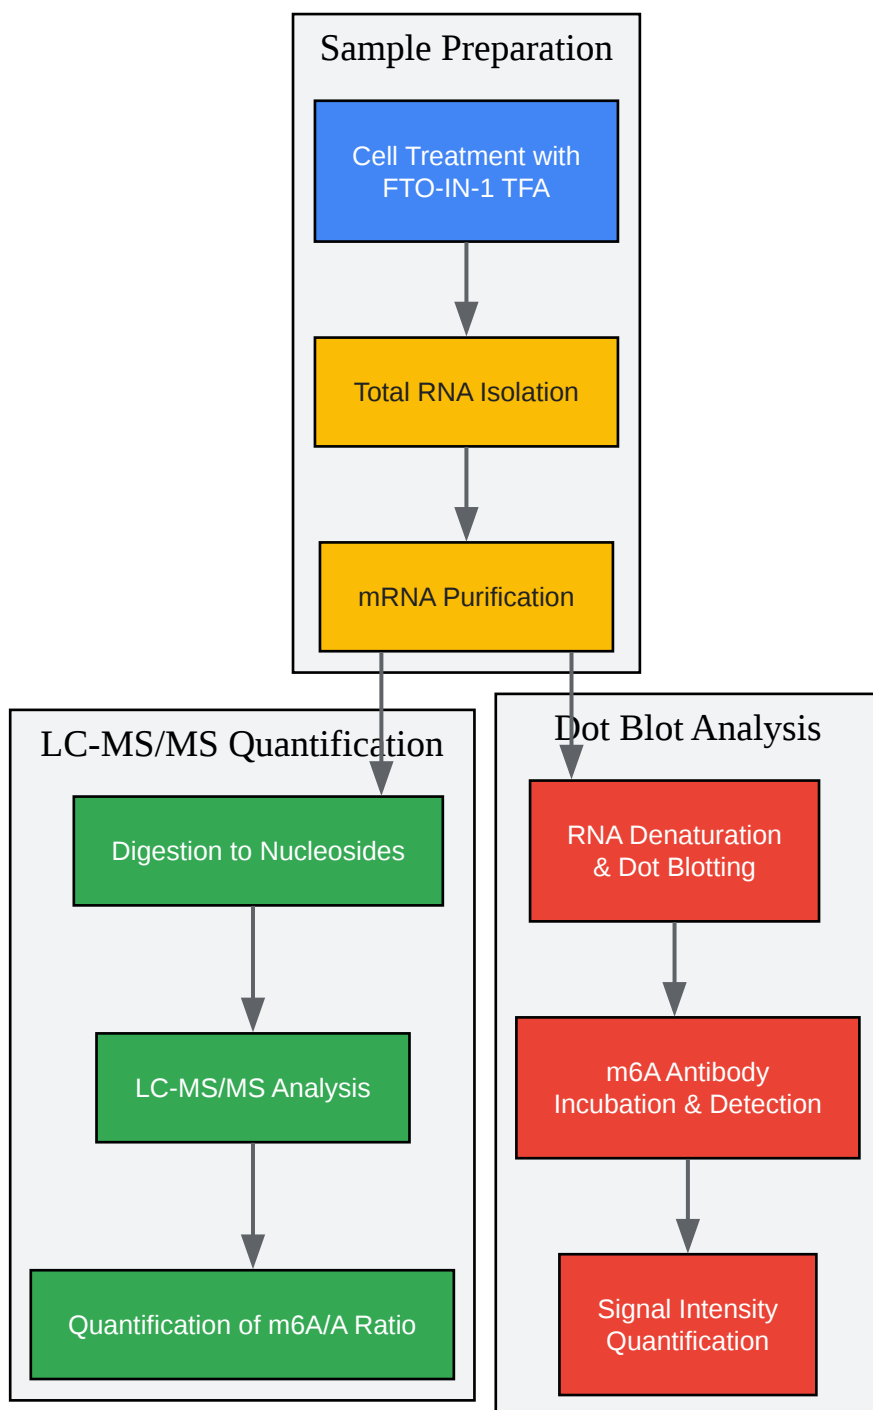 Sample Preparation
Cell Treatment with
FTO-IN-1 TFA
Total RNA Isolation
mRNA Purification
LC-MS/MS Quantification
Digestion to Nucleosides
LC-MS/MS Analysis
Quantification of m6A/A Ratio
Dot Blot Analysis
RNA Denaturation
& Dot Blotting
m6A Antibody
Incubation & Detection
Signal Intensity
Quantification